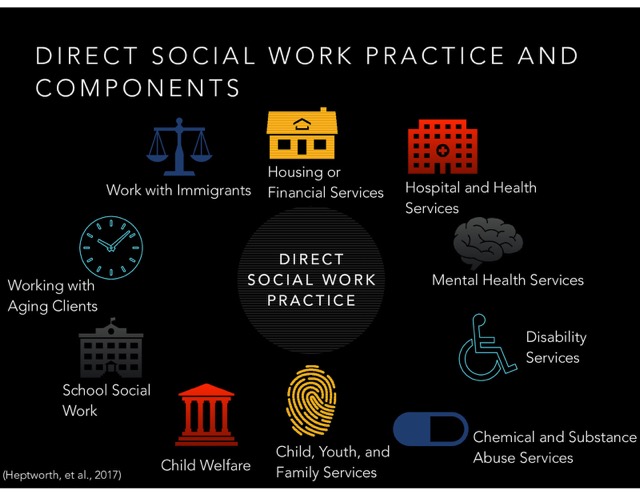 DIRECT SOCIAL WORK PRACTICE AND
COMPONENTS
Work with Immigrants
Housing or
Financial Services
Hospital and Health
Services
Working with
Aging Clients
DIRECT
SOCIAL WORK
PRACTICE
Mental Health Services
Disability
Services
School Social
Work
Child Welfare
Child, Youth, and
Family Services
Chemical and Substance
Abuse Services
(Heptworth, et al., 2017)